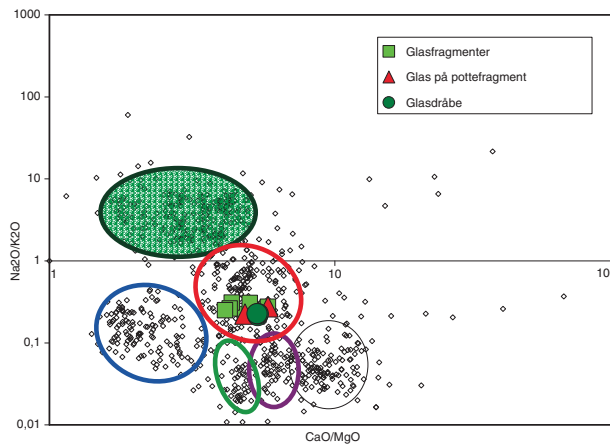 1000
100
10
1
0,1
0,01
Na2O/K2O
1
10
10
CaO/MgO
Glasfragmenter
Glas på pottefragment
Glasdråbe